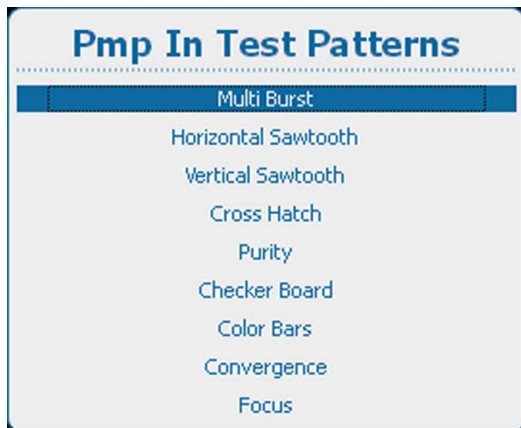 Pmp In Test Patterns
Multi Burst
Horizontal Sawtooth
Vertical Sawtooth
Cross Hatch
Purity
Checker Board
Color Bars
Convergence
Focus